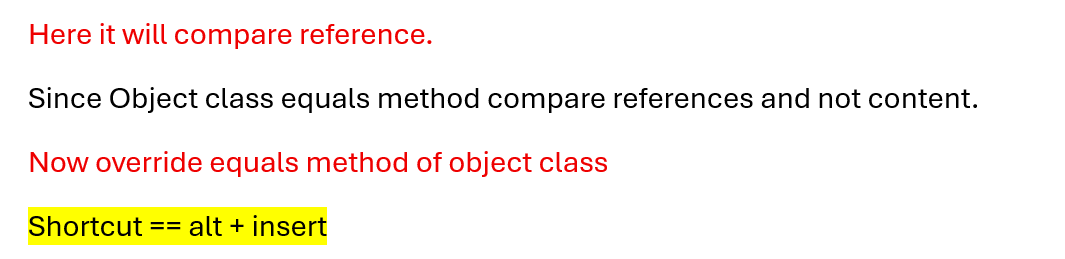 Here it will compare reference.
Since Object class equals method compare references and not content.
Now override equals method of object class
Shortcut == alt + insert